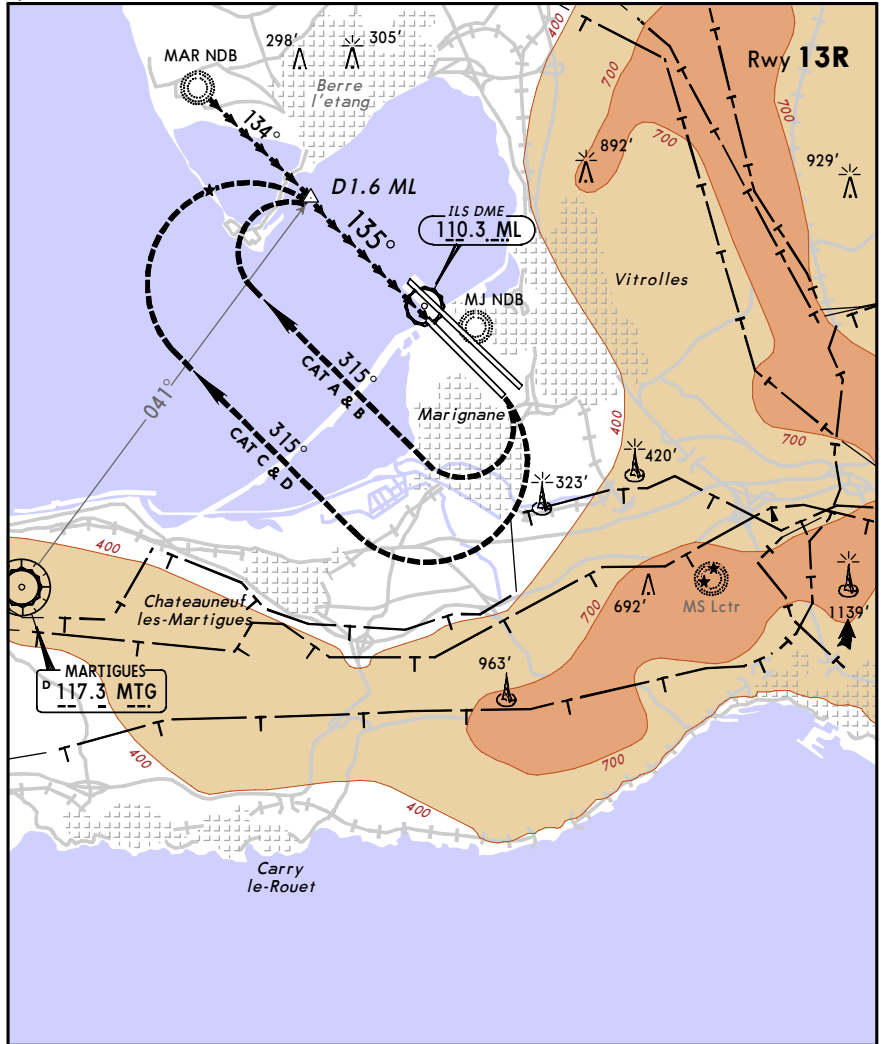 Rwy 13R
MAR NDB
298'
305'
Berre
l'etang
400
700
700
134°
892'
929'
D1.6 ML
ILS DME
110.3 ML
135°
MJ NDB
Vitrolles
041°
315°
CAT A & B
315°
CAT C & D
Marignane
400
700
420'
323'
400
Chateauneuf
les-Martigues
700
692'
MS Lctr
1139'
MARTIGUES
D 117.3 MTG
963'
400
700
400
Carry
le-Rouet